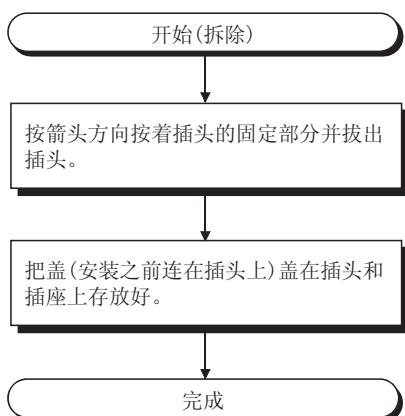 开始(拆除)
按箭头方向按着插头的固定部分并拔出
插头。
把盖(安装之前连在插头上)盖在插头和
插座上存放好。
完成